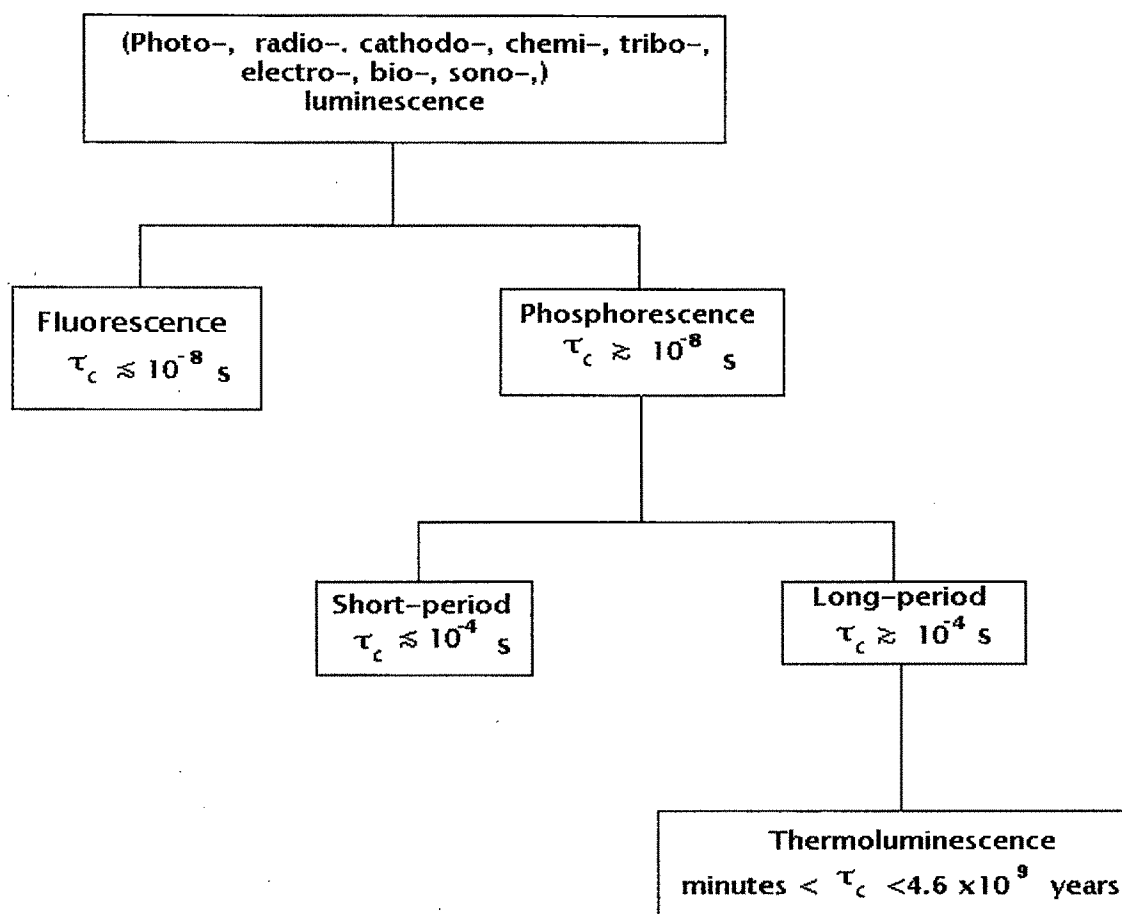 (Photo-, radio-. cathodo-, chemi-, tribo-,
electro-, bio-, sono-,)
luminescence
Fluorescence
τc ≲ 10⁻⁸ s
Phosphorescence
τc ≳ 10⁻⁸ s
Short-period
τc ≲ 10⁻⁴ s
Long-period
τc ≳ 10⁻⁴ s
Thermoluminescence
minutes < τc <4.6 x10⁹ years